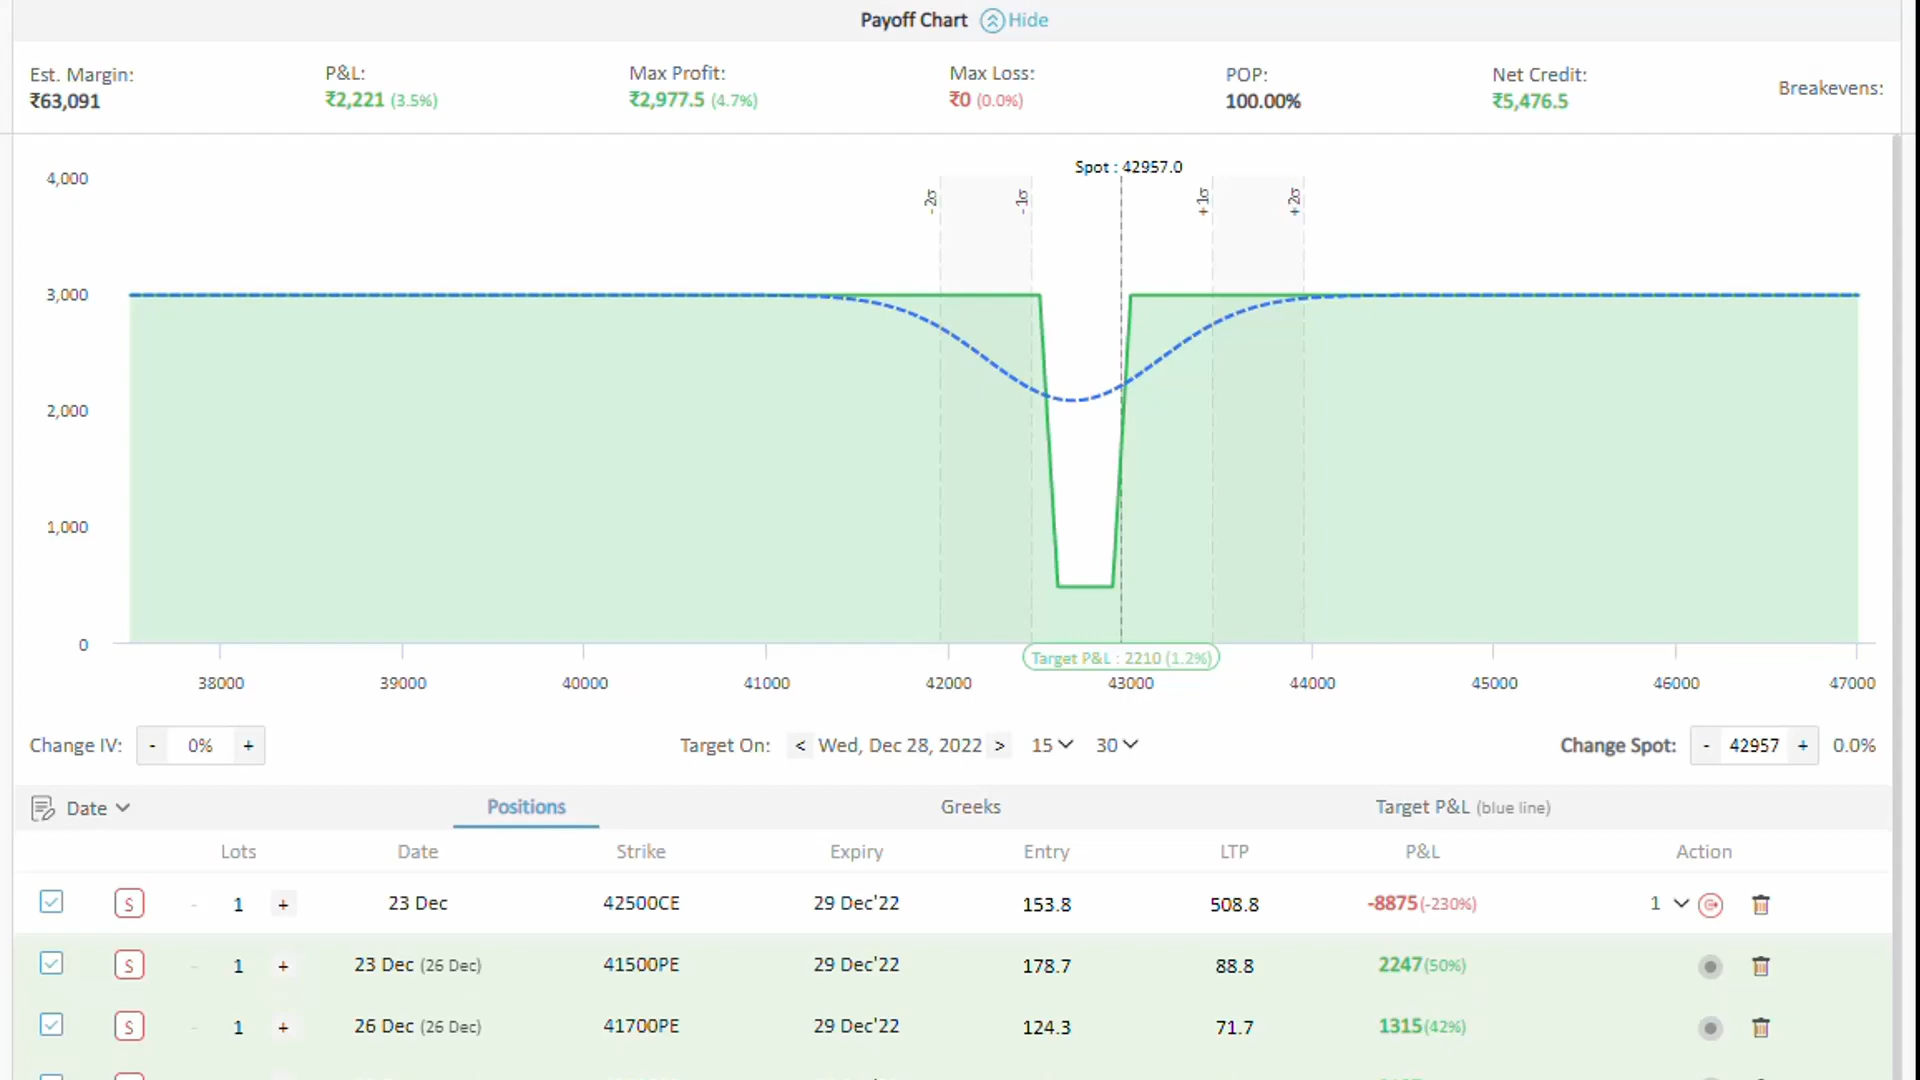 Payoff Chart Hide
Est. Margin: P&L: Max Profit: Max Loss: POP: Net Credit: Breakevens:
₹63,091 ₹2,221 (3.5%) ₹2,977.5 (4.7%) ₹0 (0.0%) 100.00% ₹5,476.5
Spot : 42957.0
4,000
-2σ -1σ +1σ +2σ
3,000
2,000
1,000
0
Target P&L : 2210 (1.2%)
38000 39000 40000 41000 42000 43000 44000 45000 46000 47000
Change IV: - 0% + Target On: < Wed, Dec 28, 2022 > 15 30 Change Spot: - 42957 + 0.0%
Date Positions Greeks Target P&L (blue line)
Lots Date Strike Expiry Entry LTP P&L Action
S - 1 + 23 Dec 42500CE 29 Dec'22 153.8 508.8 -8875(-230%) 1
S - 1 + 23 Dec (26 Dec) 41500PE 29 Dec'22 178.7 88.8 2247(50%)
S - 1 + 26 Dec (26 Dec) 41700PE 29 Dec'22 124.3 71.7 1315(42%)